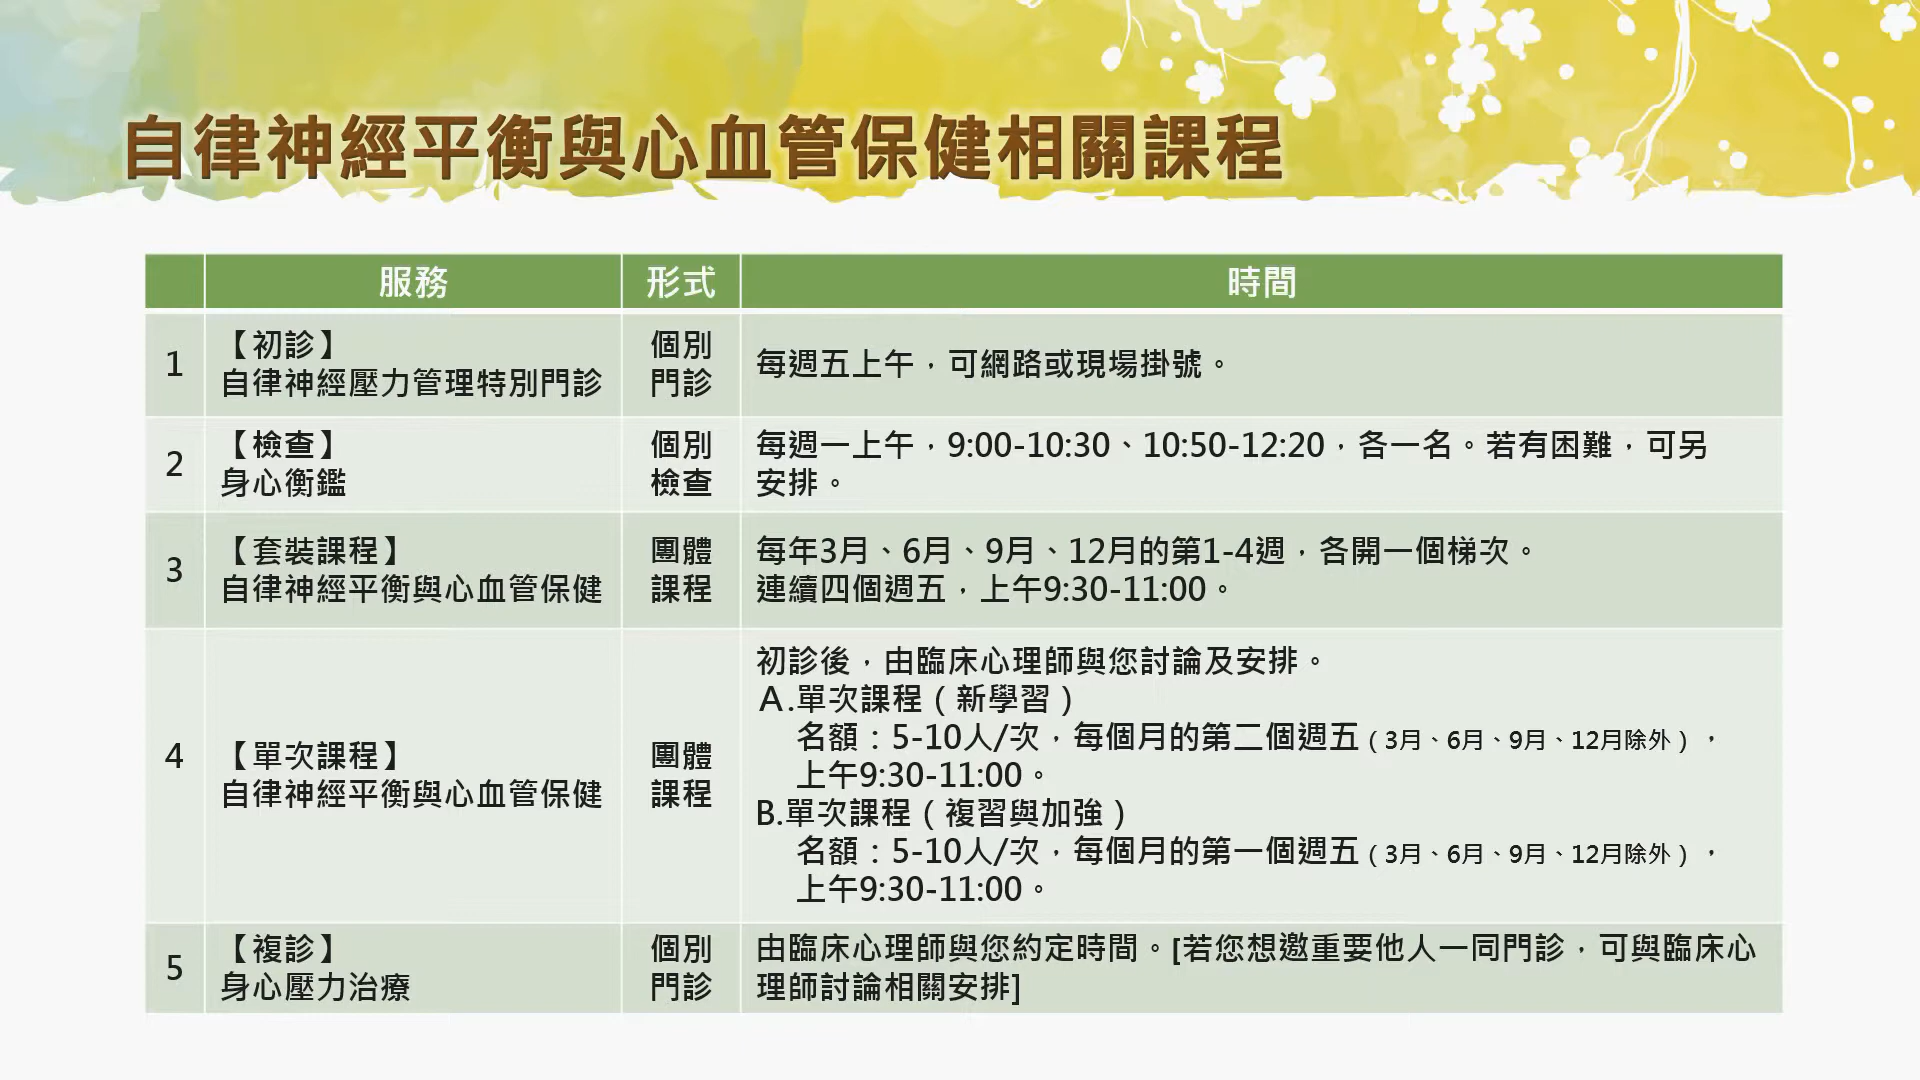 自律神經平衡與心血管保健相關課程
服務
形式
時間
1
【初診】
自律神經壓力管理特別門診
個別
門診
每週五上午，可網路或現場掛號。
2
【檢查】
身心衡鑑
個別
檢查
每週一上午，9:00-10:30、10:50-12:20，各一名。若有困難，可另
安排。
3
【套裝課程】
自律神經平衡與心血管保健
團體
課程
每年3月、6月、9月、12月的第1-4週，各開一個梯次。
連續四個週五，上午9:30-11:00。
4
【單次課程】
自律神經平衡與心血管保健
團體
課程
初診後，由臨床心理師與您討論及安排。
Ａ.單次課程（新學習）
名額：5-10人/次，每個月的第二個週五（3月、6月、9月、12月除外），
上午9:30-11:00。
B.單次課程（複習與加強）
名額：5-10人/次，每個月的第一個週五（3月、6月、9月、12月除外），
上午9:30-11:00。
5
【複診】
身心壓力治療
個別
門診
由臨床心理師與您約定時間。[若您想邀重要他人一同門診，可與臨床心
理師討論相關安排]